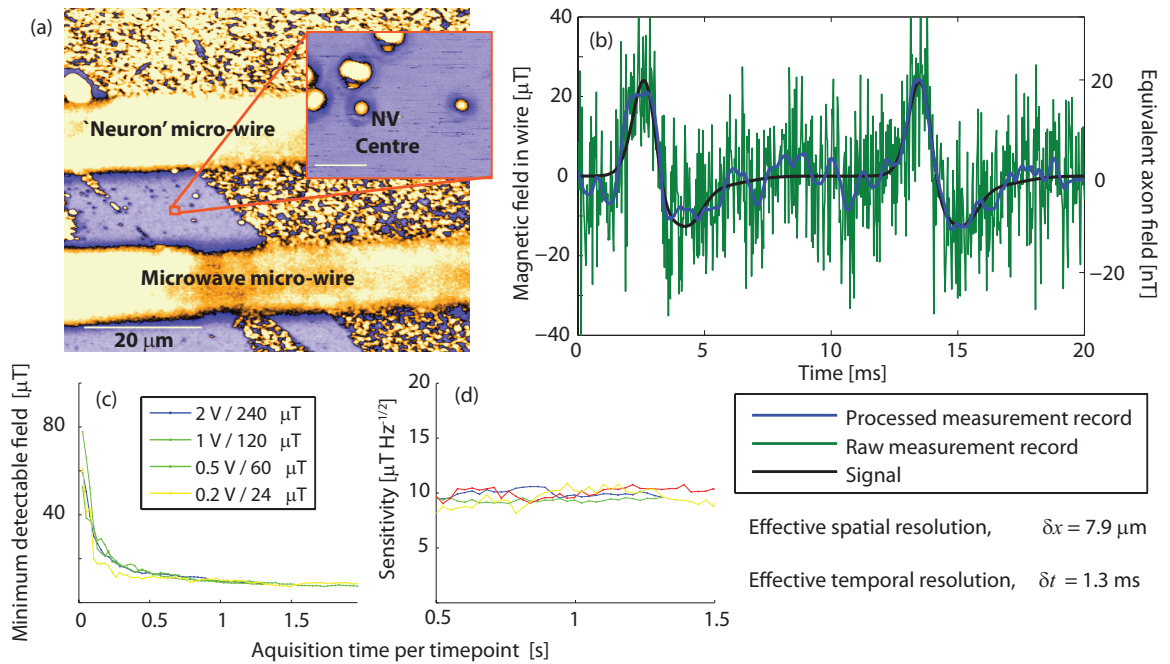 (a)
`Neuron' micro-wire
NV
Centre
Microwave micro-wire
20 μm
(b)
Magnetic field in wire [μT]
40
20
0
−20
−40
0
5
10
15
20
Time [ms]
20
0
−20
Equivalent axon field
[nT]
(c)
Minimum detectable field [μT]
80
40
2 V / 240 μT
1 V / 120 μT
0.5 V / 60 μT
0.2 V / 24 μT
0
0.5
1
1.5
Aquisition time per timepoint [s]
(d)
Sensitivity [μT Hz-1/2]
20
15
10
5
0.5
1
1.5
Processed measurement record
Raw measurement record
Signal
Effective spatial resolution, δx = 7.9 μm
Effective temporal resolution, δt = 1.3 ms